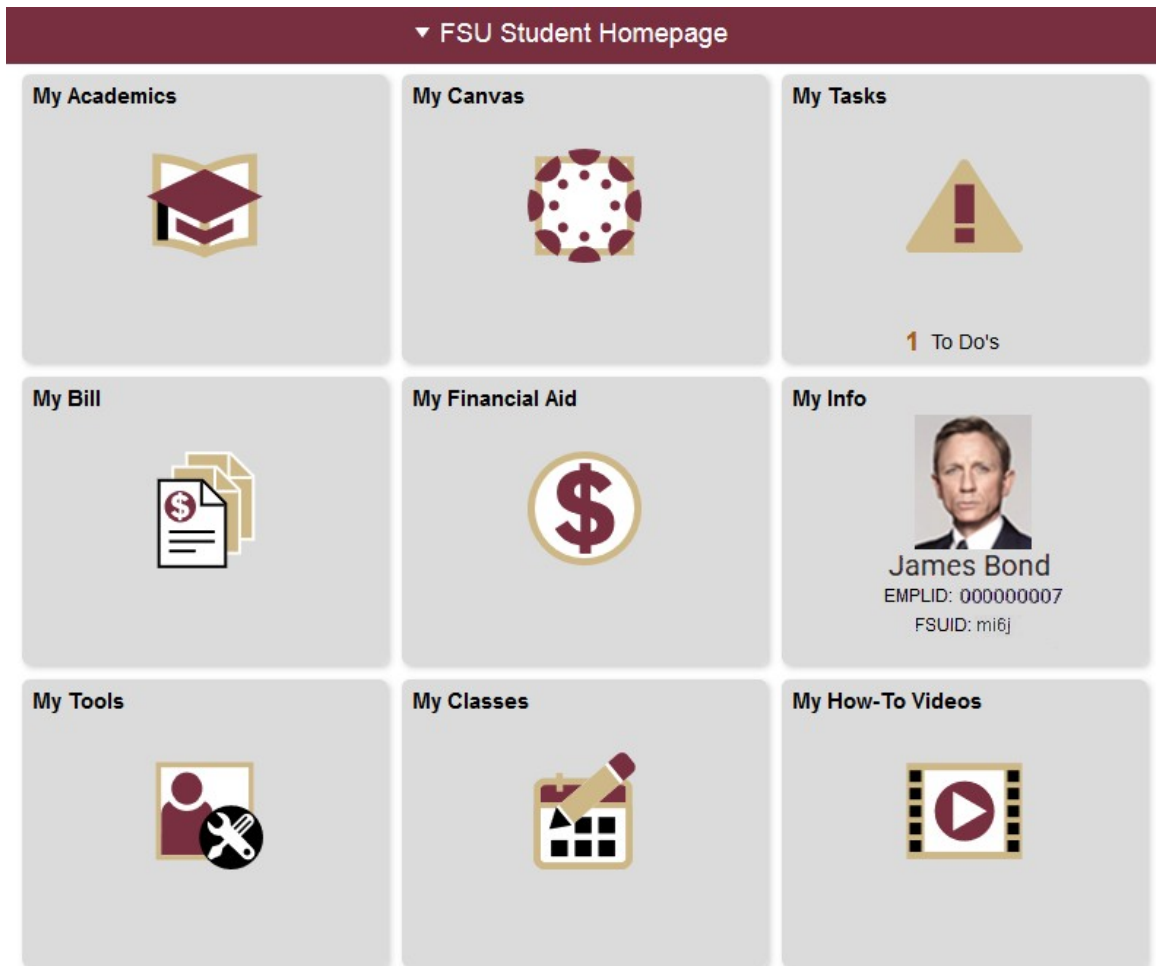 FSU Student Homepage
My Academics
My Canvas
My Tasks
1 To Do's
My Bill
My Financial Aid
My Info
James Bond
EMPLID: 000000007
FSUID: mi6j
My Tools
My Classes
My How-To Videos